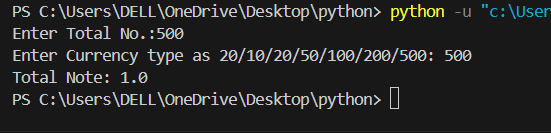 PS C:\Users\DELL\OneDrive\Desktop\python> python -u "c:\User
Enter Total No.:500
Enter Currency type as 20/10/20/50/100/200/500: 500
Total Note: 1.0
PS C:\Users\DELL\OneDrive\Desktop\python>